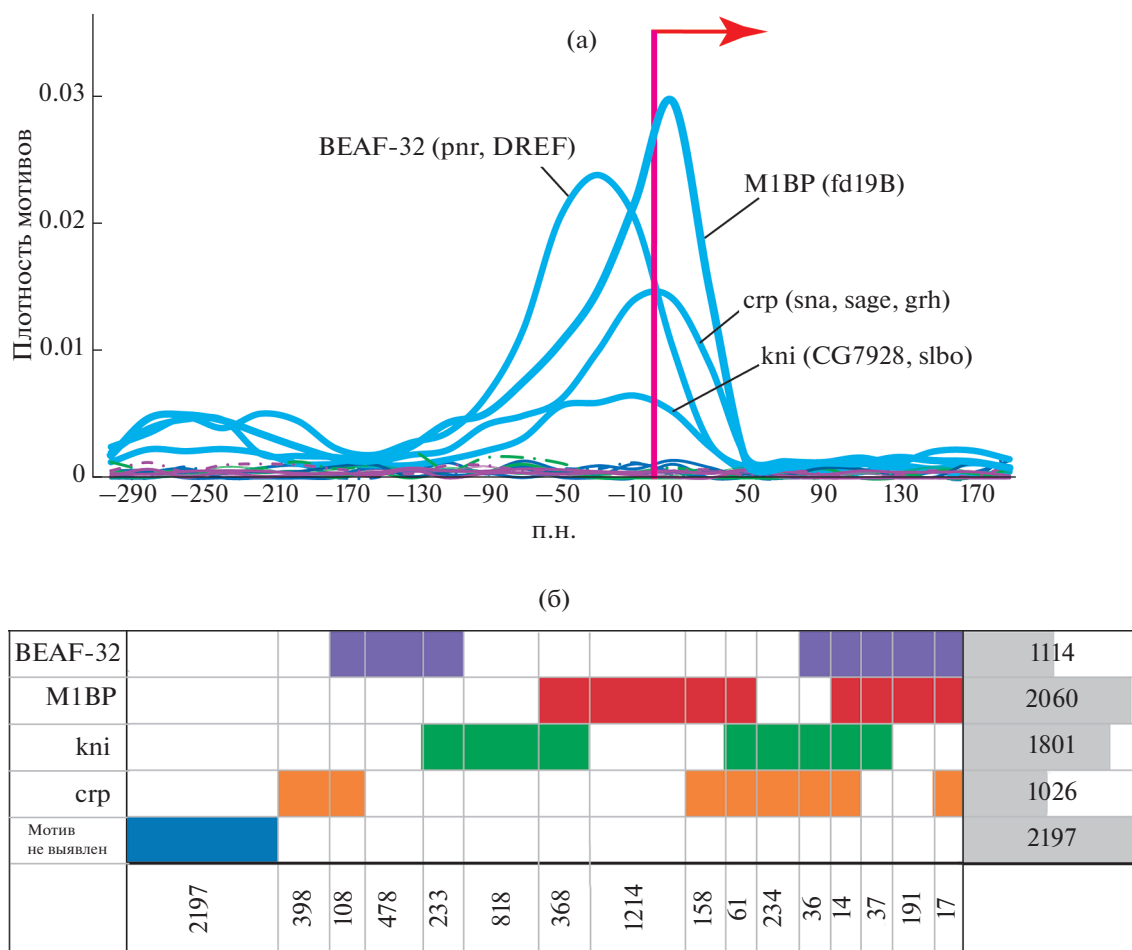 (а)
Плотность мотивов
0.03
0.02
0.01
0
BEAF-32 (pnr, DREF)
M1BP (fd19B)
crp (sna, sage, grh)
kni (CG7928, slbo)
−290 −250 −210 −170 −130 −90 −50 −10 10 50 90 130 170
п.н.
(б)
BEAF-32 1114
M1BP 2060
kni 1801
crp 1026
Мотив
не выявлен 2197
2197 398 108 478 233 818 368 1214 158 61 234 36 14 37 191 17